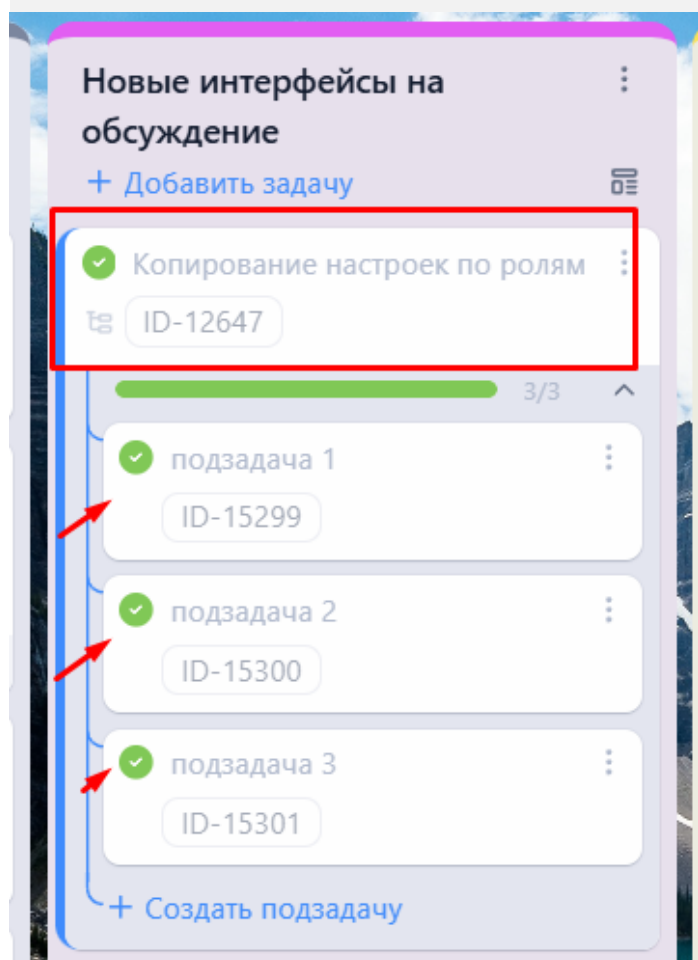 Новые интерфейсы на
обсуждение
+ Добавить задачу
Копирование настроек по ролям
ID-12647
3/3
подзадача 1
ID-15299
подзадача 2
ID-15300
подзадача 3
ID-15301
+ Создать подзадачу